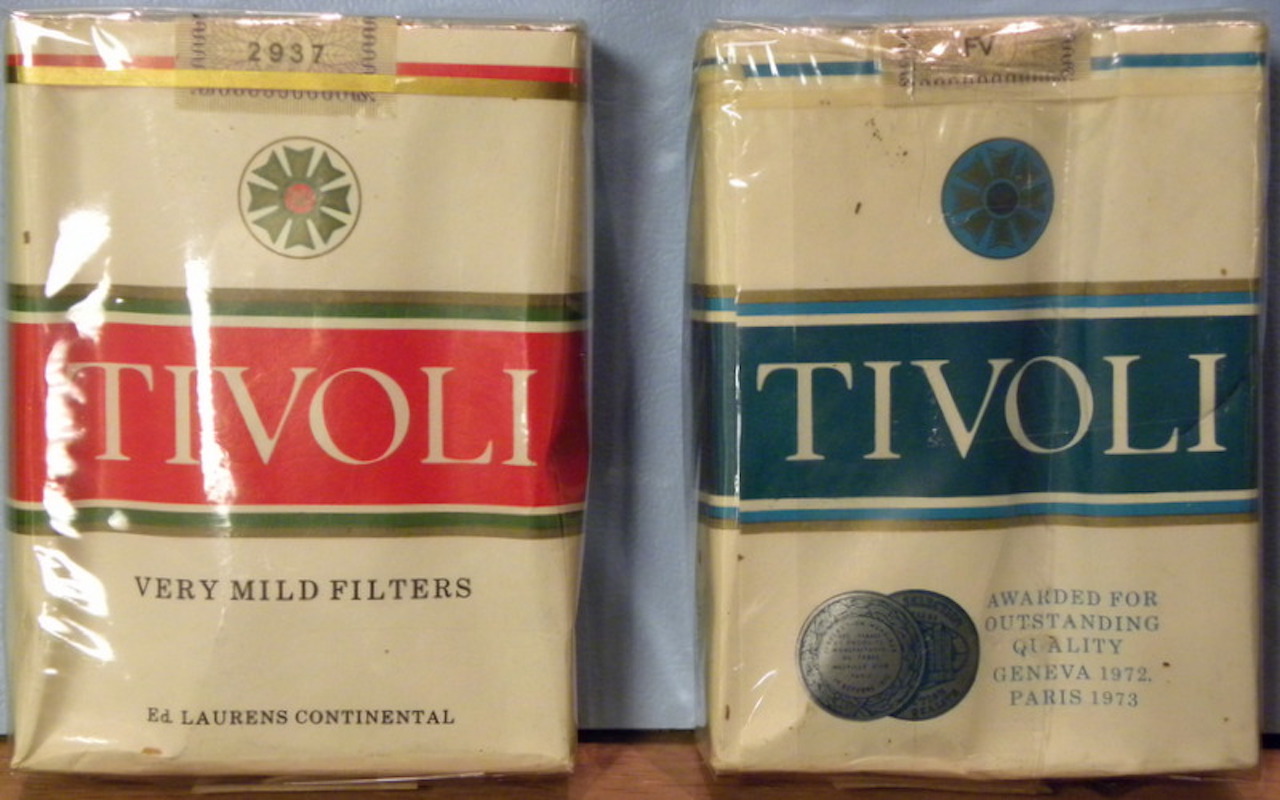 2937
TIVOLI
VERY MILD FILTERS
Ed. LAURENS CONTINENTAL
FV
TIVOLI
AWARDED FOR
OUTSTANDING
QUALITY
GENEVA 1972.
PARIS 1973